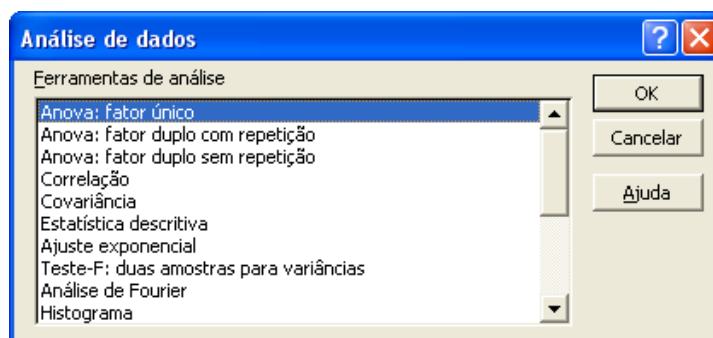 Análise de dados
Ferramentas de análise
Anova: fator único
Anova: fator duplo com repetição
Anova: fator duplo sem repetição
Correlação
Covariância
Estatística descritiva
Ajuste exponencial
Teste-F: duas amostras para variâncias
Análise de Fourier
Histograma
OK
Cancelar
Ajuda